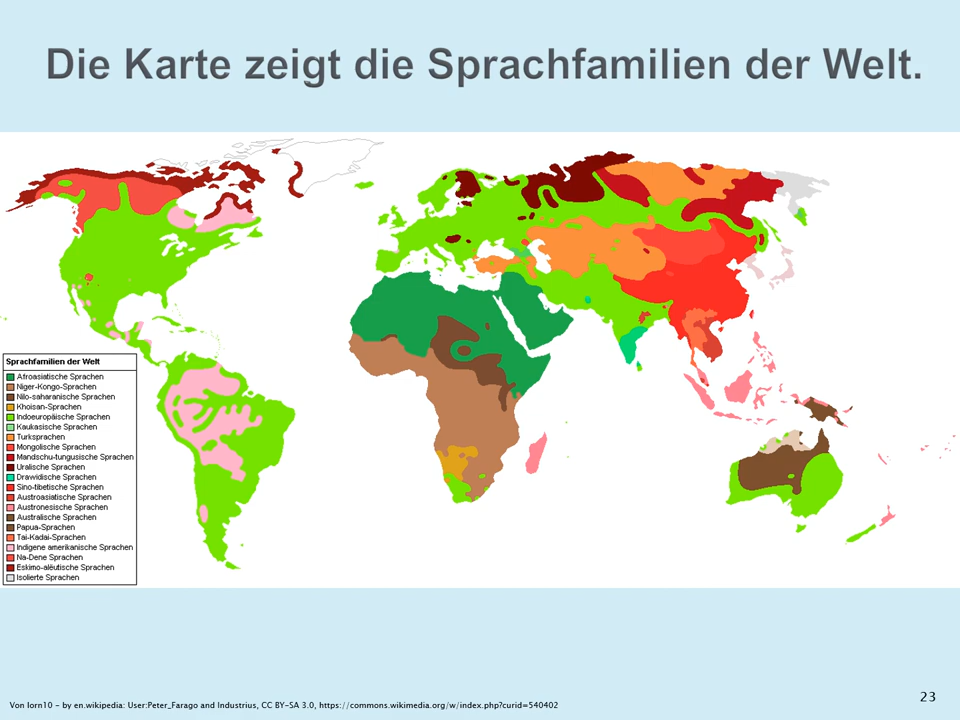 Die Karte zeigt die Sprachfamilien der Welt.
Sprachfamilien der Welt
Afroasiatische Sprachen
Niger-Kongo-Sprachen
Nilo-saharanische Sprachen
Khoisan-Sprachen
Indoeuropäische Sprachen
Kaukasische Sprachen
Turksprachen
Mongolische Sprachen
Mandschu-tungusische Sprachen
Uralische Sprachen
Drawidische Sprachen
Sino-tibetische Sprachen
Austroasiatische Sprachen
Austronesische Sprachen
Australische Sprachen
Papua-Sprachen
Tai-Kadai-Sprachen
Indigene amerikanische Sprachen
Na-Dene Sprachen
Eskimo-alëutische Sprachen
Isolierte Sprachen
23
Von Iorn10 - by en.wikipedia: User:Peter_Farago and Industrius, CC BY-SA 3.0, https://commons.wikimedia.org/w/index.php?curid=540402